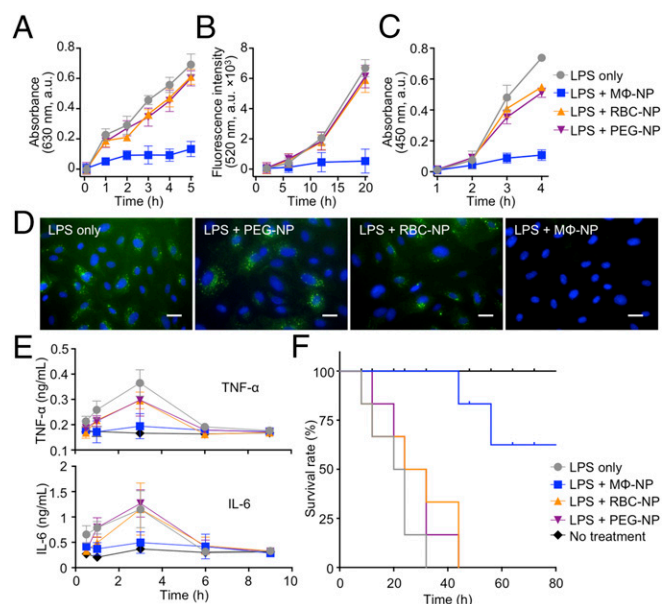 A
Absorbance
(630 nm, a.u.)
0.8
0.6
0.4
0.2
0
0 1 2 3 4 5
Time (h)
B
Fluorescence intensity
(520 nm, a.u. ×10³)
8
6
4
2
0
0 5 10 15 20
Time (h)
C
Absorbance
(450 nm, a.u.)
0.8
0.6
0.4
0.2
0
1 2 3 4
Time (h)
LPS only
LPS + MΦ-NP
LPS + RBC-NP
LPS + PEG-NP
D
LPS only
LPS + PEG-NP
LPS + RBC-NP
LPS + MΦ-NP
E
TNF-α (ng/mL)
0.5
0.4
0.3
0.2
0.1
TNF-α
IL-6 (ng/mL)
2
1.5
1
0.5
0
IL-6
0 2 4 6 8 10
Time (h)
F
Survival rate (%)
100
75
50
25
0
0 20 40 60 80
Time (h)
LPS only
LPS + MΦ-NP
LPS + RBC-NP
LPS + PEG-NP
No treatment